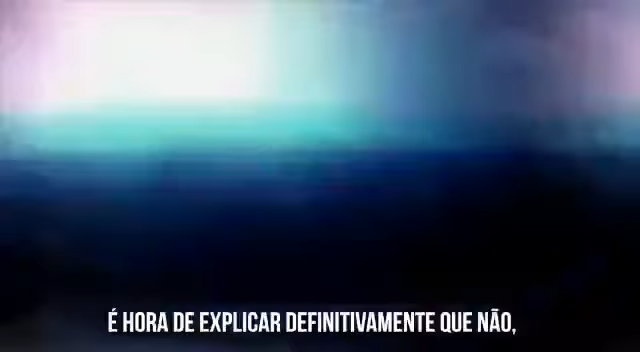 É HORA DE EXPLICAR DEFINITIVAMENTE QUE NÃO,